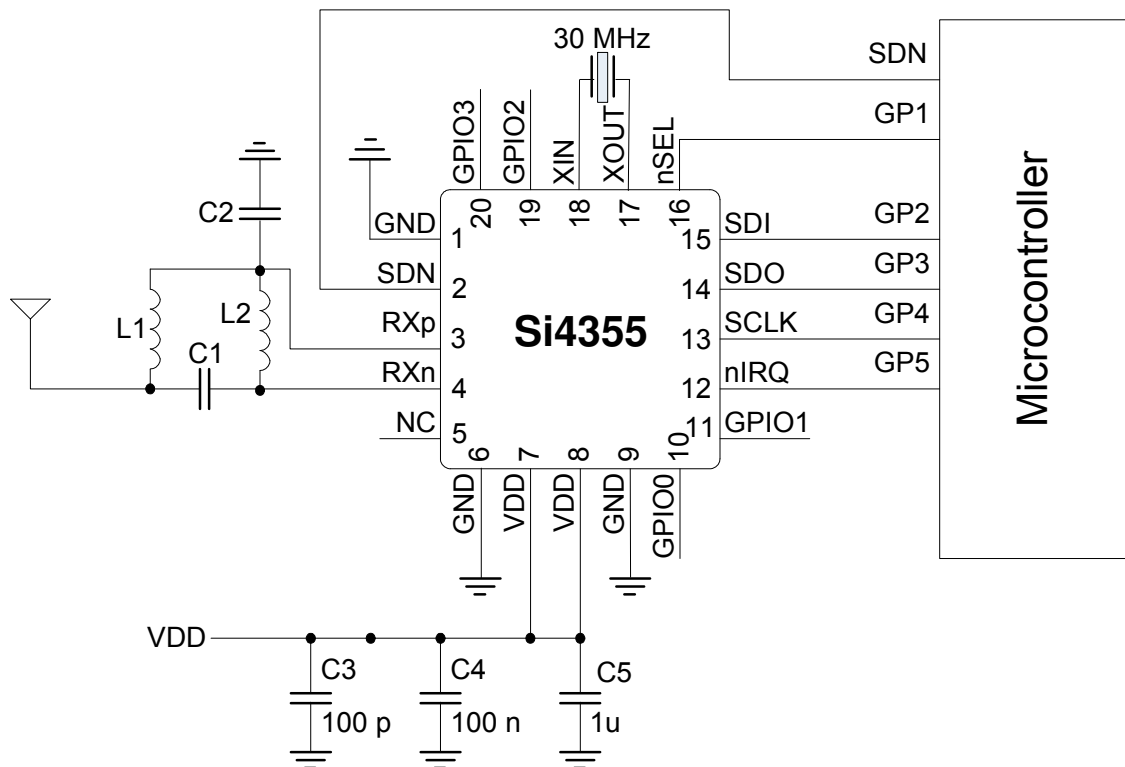 30 MHz
SDN
GP1
GPIO3
GPIO2
XIN
XOUT
nSEL
C2
20
19
18
17
16
GND
1
15
SDI
GP2
SDN
2
14
SDO
GP3
L1
L2
RXp
3
Si4355
13
SCLK
GP4
C1
RXn
4
12
nIRQ
GP5
NC
5
11
GPIO1
6
7
8
9
10
GND
VDD
VDD
GND
GPIO0
Microcontroller
VDD
C3
100 p
C4
100 n
C5
1u